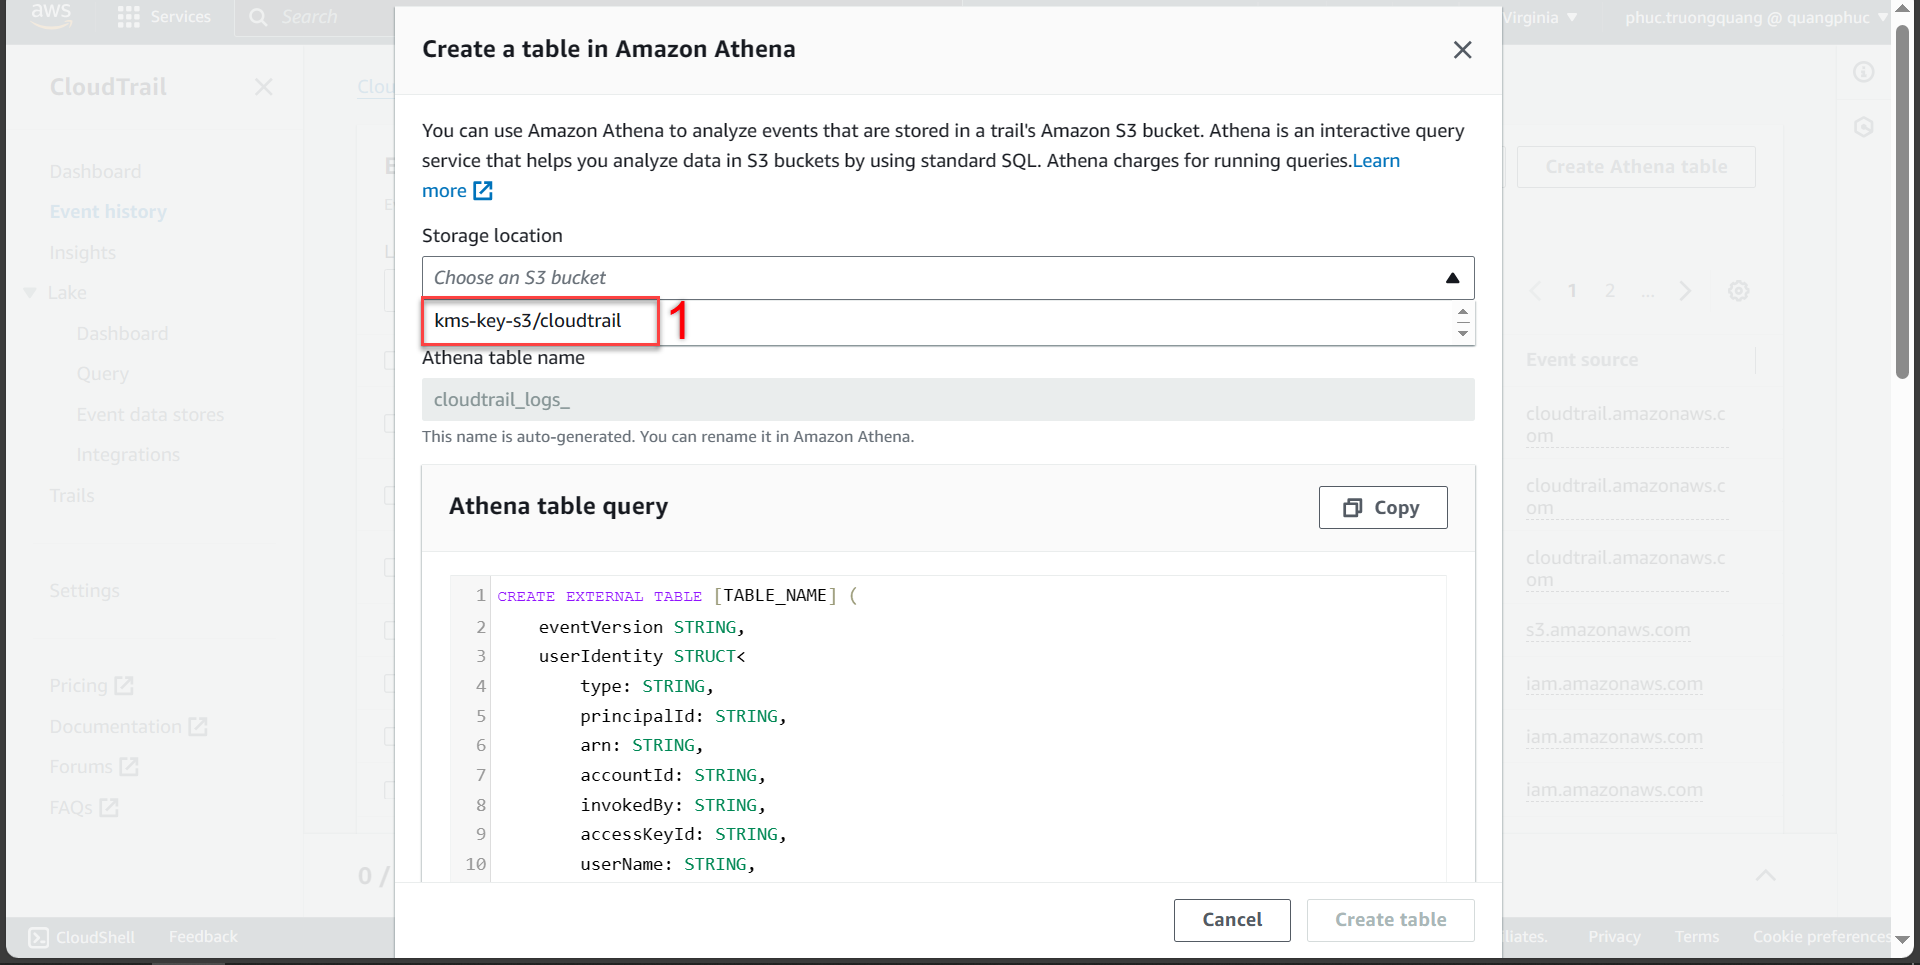 aws
Services
Search
Virginia
phuc.truongquang @ quangphuc
Create a table in Amazon Athena
CloudTrail
Clou
You can use Amazon Athena to analyze events that are stored in a trail's Amazon S3 bucket. Athena is an interactive query
service that helps you analyze data in S3 buckets by using standard SQL. Athena charges for running queries.Learn
more
Create Athena table
Dashboard
Event history
Insights
Lake
Dashboard
Query
Event data stores
Integrations
Trails
Settings
Pricing
Documentation
Forums
FAQs
Storage location
Choose an S3 bucket
kms-key-s3/cloudtrail
1
Athena table name
cloudtrail_logs_
This name is auto-generated. You can rename it in Amazon Athena.
Athena table query
Copy
1 CREATE EXTERNAL TABLE [TABLE_NAME] (
2 eventVersion STRING,
3 userIdentity STRUCT<
4 type: STRING,
5 principalId: STRING,
6 arn: STRING,
7 accountId: STRING,
8 invokedBy: STRING,
9 accessKeyId: STRING,
10 userName: STRING,
1 2 ...
Event source
cloudtrail.amazonaws.c
om
cloudtrail.amazonaws.c
om
cloudtrail.amazonaws.c
om
s3.amazonaws.com
iam.amazonaws.com
iam.amazonaws.com
iam.amazonaws.com
0 /
Cancel
Create table
CloudShell
Feedback
iliates.
Privacy
Terms
Cookie preferences